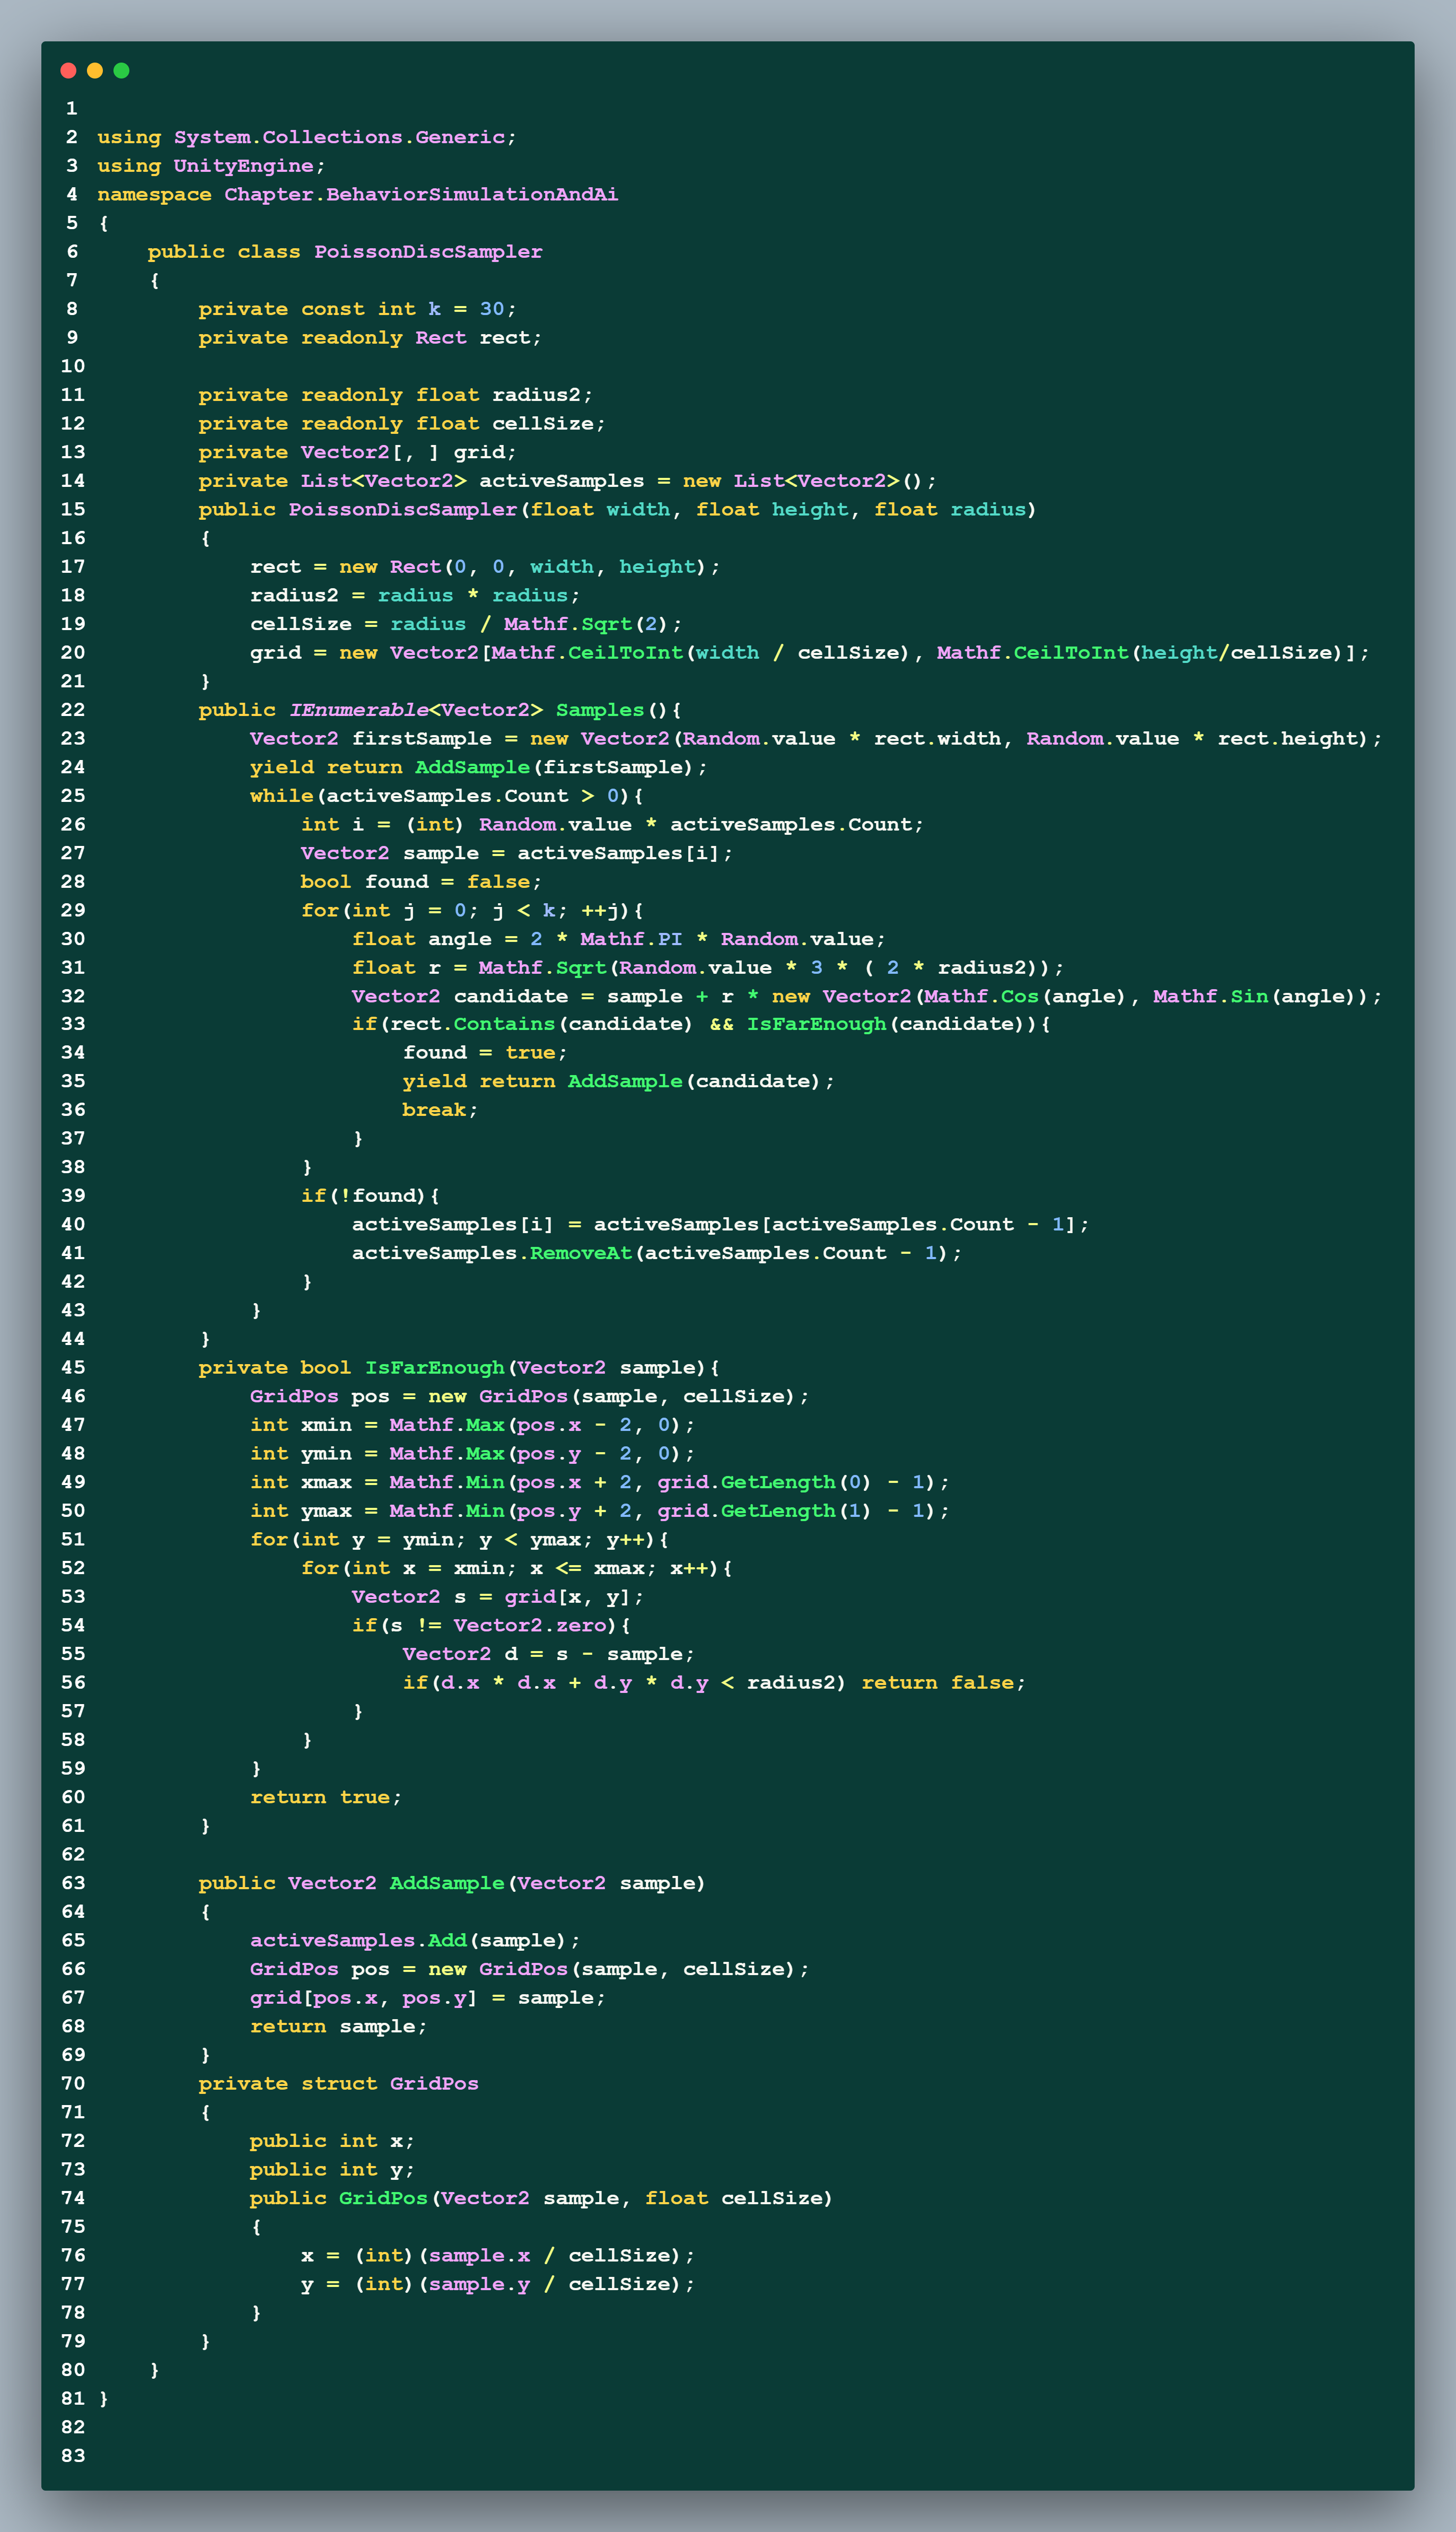 1
2 using System.Collections.Generic;
3 using UnityEngine;
4 namespace Chapter.BehaviorSimulationAndAi
5 {
6     public class PoissonDiscSampler
7     {
8         private const int k = 30;
9         private readonly Rect rect;
10
11         private readonly float radius2;
12         private readonly float cellSize;
13         private Vector2[, ] grid;
14         private List<Vector2> activeSamples = new List<Vector2>();
15         public PoissonDiscSampler(float width, float height, float radius)
16         {
17             rect = new Rect(0, 0, width, height);
18             radius2 = radius * radius;
19             cellSize = radius / Mathf.Sqrt(2);
20             grid = new Vector2[Mathf.CeilToInt(width / cellSize), Mathf.CeilToInt(height/cellSize)];
21         }
22         public IEnumerable<Vector2> Samples(){
23             Vector2 firstSample = new Vector2(Random.value * rect.width, Random.value * rect.height);
24             yield return AddSample(firstSample);
25             while(activeSamples.Count > 0){
26                 int i = (int) Random.value * activeSamples.Count;
27                 Vector2 sample = activeSamples[i];
28                 bool found = false;
29                 for(int j = 0; j < k; ++j){
30                     float angle = 2 * Mathf.PI * Random.value;
31                     float r = Mathf.Sqrt(Random.value * 3 * ( 2 * radius2));
32                     Vector2 candidate = sample + r * new Vector2(Mathf.Cos(angle), Mathf.Sin(angle));
33                     if(rect.Contains(candidate) && IsFarEnough(candidate)){
34                         found = true;
35                         yield return AddSample(candidate);
36                         break;
37                     }
38                 }
39                 if(!found){
40                     activeSamples[i] = activeSamples[activeSamples.Count - 1];
41                     activeSamples.RemoveAt(activeSamples.Count - 1);
42                 }
43             }
44         }
45         private bool IsFarEnough(Vector2 sample){
46             GridPos pos = new GridPos(sample, cellSize);
47             int xmin = Mathf.Max(pos.x - 2, 0);
48             int ymin = Mathf.Max(pos.y - 2, 0);
49             int xmax = Mathf.Min(pos.x + 2, grid.GetLength(0) - 1);
50             int ymax = Mathf.Min(pos.y + 2, grid.GetLength(1) - 1);
51             for(int y = ymin; y < ymax; y++){
52                 for(int x = xmin; x <= xmax; x++){
53                     Vector2 s = grid[x, y];
54                     if(s != Vector2.zero){
55                         Vector2 d = s - sample;
56                         if(d.x * d.x + d.y * d.y < radius2) return false;
57                     }
58                 }
59             }
60             return true;
61         }
62
63         public Vector2 AddSample(Vector2 sample)
64         {
65             activeSamples.Add(sample);
66             GridPos pos = new GridPos(sample, cellSize);
67             grid[pos.x, pos.y] = sample;
68             return sample;
69         }
70         private struct GridPos
71         {
72             public int x;
73             public int y;
74             public GridPos(Vector2 sample, float cellSize)
75             {
76                 x = (int)(sample.x / cellSize);
77                 y = (int)(sample.y / cellSize);
78             }
79         }
80     }
81 }
82
83